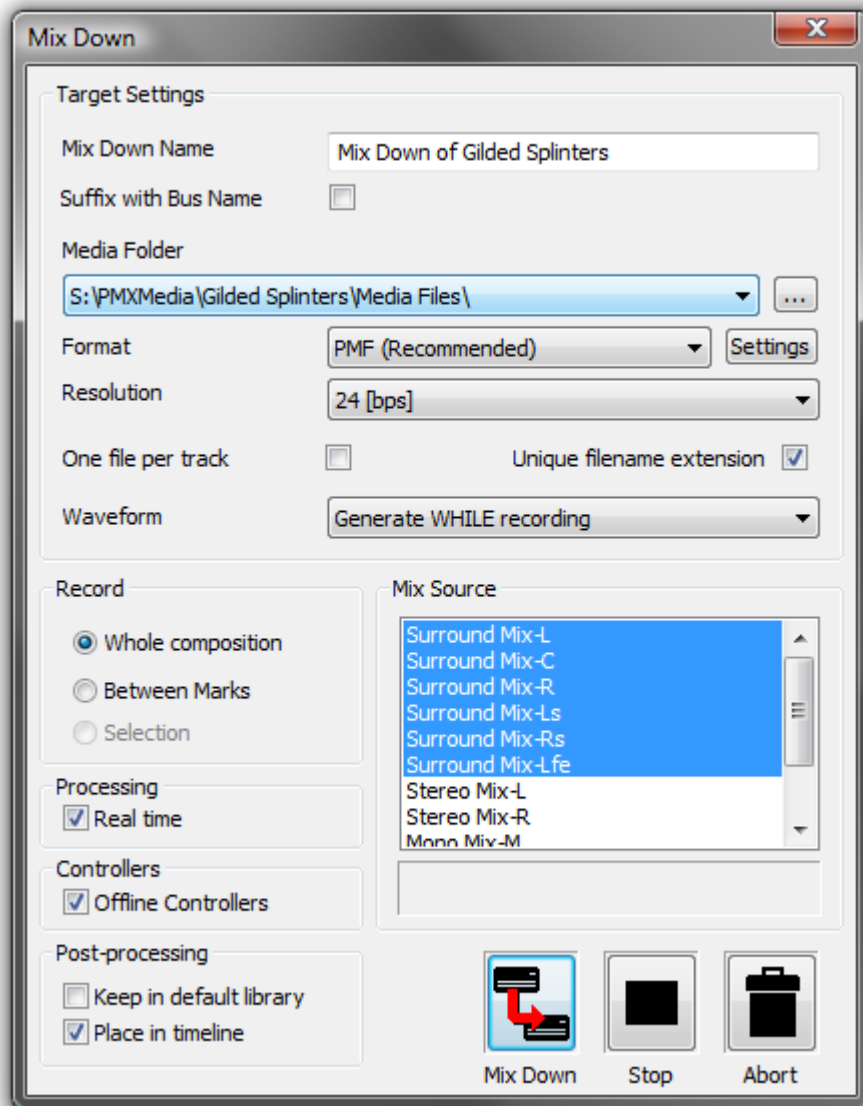 Mix Down
Target Settings
Mix Down Name
Mix Down of Gilded Splinters
Suffix with Bus Name
Media Folder
S:\PMXMedia\Gilded Splinters\Media Files\
...
Format
PMF (Recommended)
Settings
Resolution
24 [bps]
One file per track
Unique filename extension
Waveform
Generate WHILE recording
Record
Whole composition
Between Marks
Selection
Processing
Real time
Controllers
Offline Controllers
Post-processing
Keep in default library
Place in timeline
Mix Source
Surround Mix-L
Surround Mix-C
Surround Mix-R
Surround Mix-Ls
Surround Mix-Rs
Surround Mix-Lfe
Stereo Mix-L
Stereo Mix-R
Mono Mix-M
Mix Down
Stop
Abort